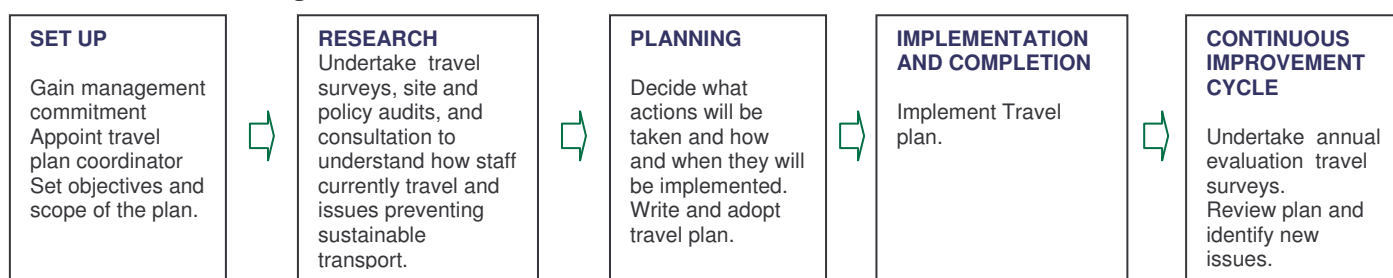 SET UP
Gain management
commitment
Appoint travel
plan coordinator
Set objectives and
scope of the plan.
RESEARCH
Undertake travel
surveys, site and
policy audits, and
consultation to
understand how staff
currently travel and
issues preventing
sustainable
transport.
PLANNING
Decide what
actions will be
taken and how
and when they will
be implemented.
Write and adopt
travel plan.
IMPLEMENTATION
AND COMPLETION
Implement Travel
plan.
CONTINUOUS
IMPROVEMENT
CYCLE
Undertake annual
evaluation travel
surveys.
Review plan and
identify new
issues.